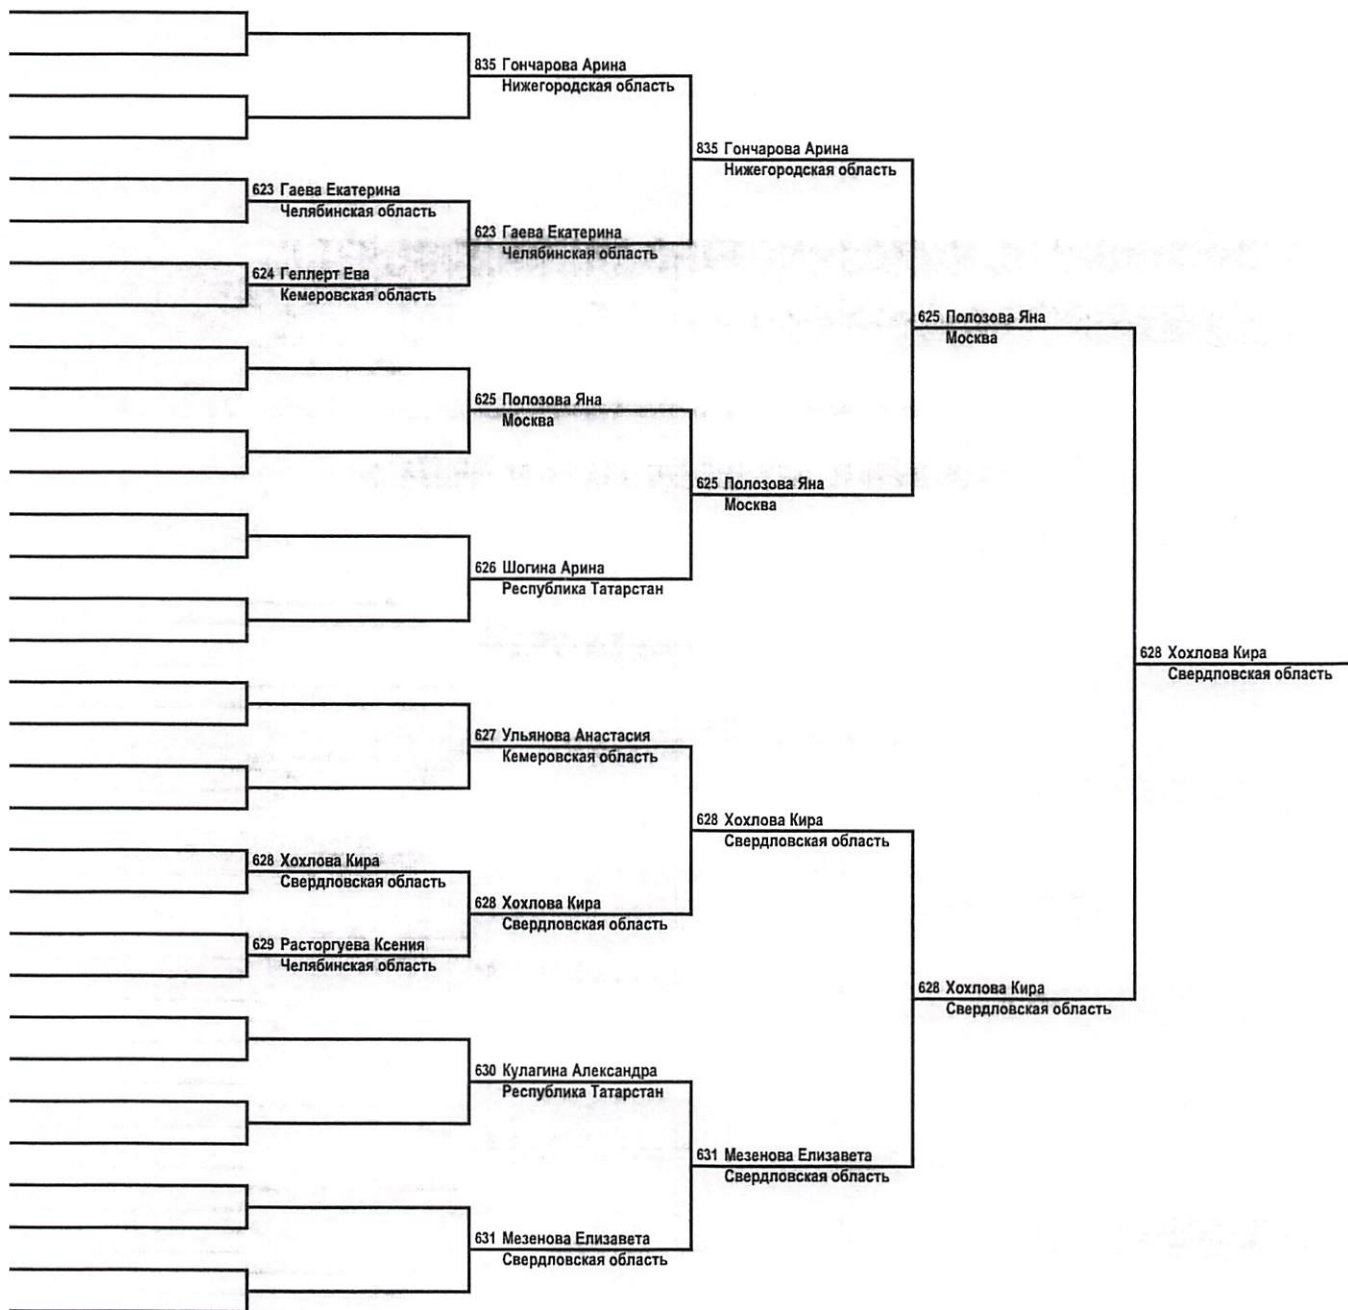 835 Гончарова Арина
Нижегородская область
835 Гончарова Арина
Нижегородская область
623 Гаева Екатерина
Челябинская область
623 Гаева Екатерина
Челябинская область
624 Геллерт Ева
Кемеровская область
625 Полозова Яна
Москва
625 Полозова Яна
Москва
625 Полозова Яна
Москва
626 Шогина Арина
Республика Татарстан
628 Хохлова Кира
Свердловская область
627 Ульянова Анастасия
Кемеровская область
628 Хохлова Кира
Свердловская область
628 Хохлова Кира
Свердловская область
628 Хохлова Кира
Свердловская область
629 Расторгуева Ксения
Челябинская область
628 Хохлова Кира
Свердловская область
630 Кулагина Александра
Республика Татарстан
631 Мезенова Елизавета
Свердловская область
631 Мезенова Елизавета
Свердловская область